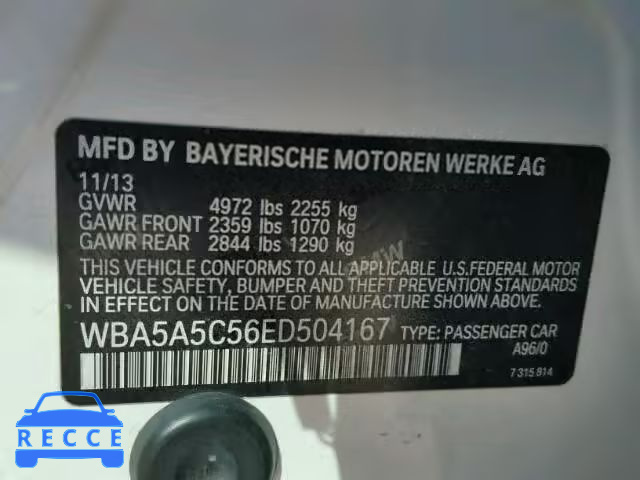 MFD BY BAYERISCHE MOTOREN WERKE AG
11/13
GVWR 4972 lbs 2255 kg
GAWR FRONT 2359 lbs 1070 kg
GAWR REAR 2844 lbs 1290 kg
THIS VEHICLE CONFORMS TO ALL APPLICABLE U.S.FEDERAL MOTOR
VEHICLE SAFETY, BUMPER AND THEFT PREVENTION STANDARDS
IN EFFECT ON THE DATE OF MANUFACTURE SHOWN ABOVE.
WBA5A5C56ED504167 TYPE: PASSENGER CAR
A96/0
7 315 814
RECCE